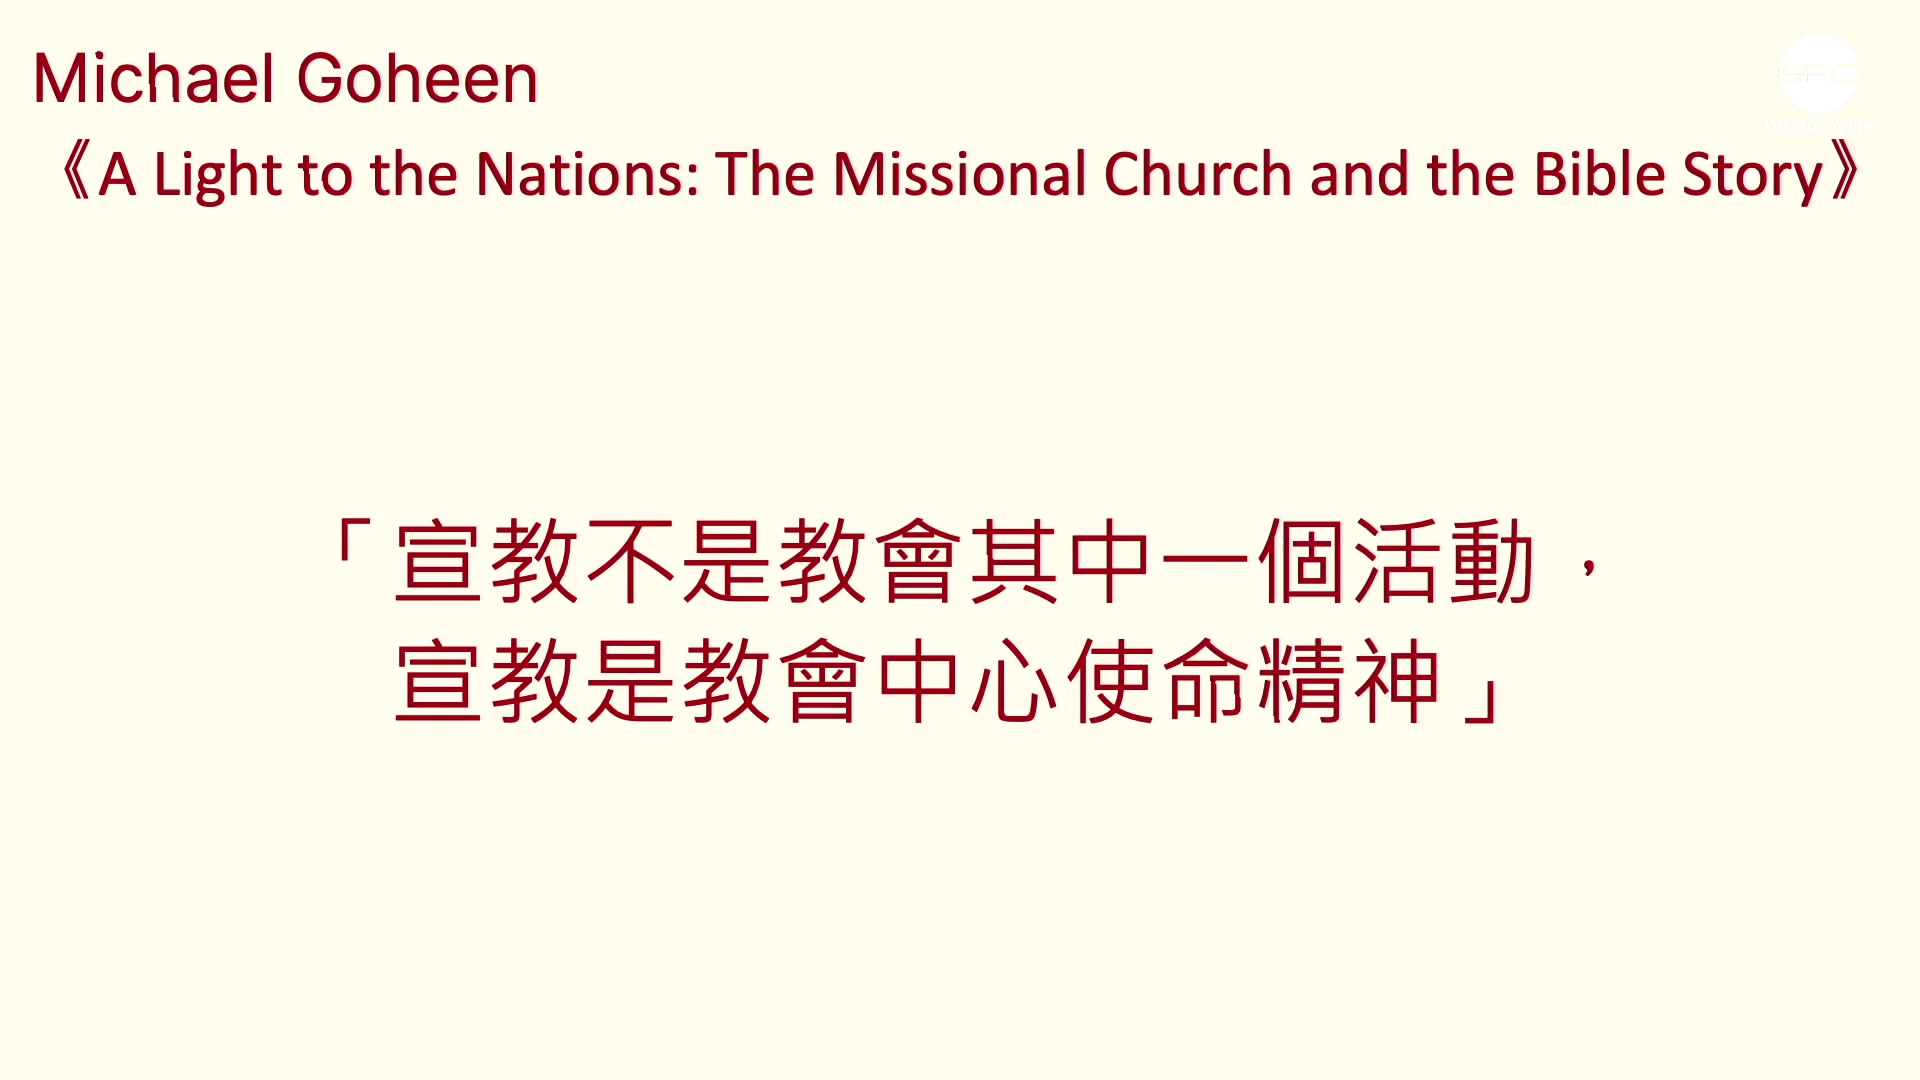 Michael Goheen
《A Light to the Nations: The Missional Church and the Bible Story》
「宣教不是教會其中一個活動，
宣教是教會中心使命精神」